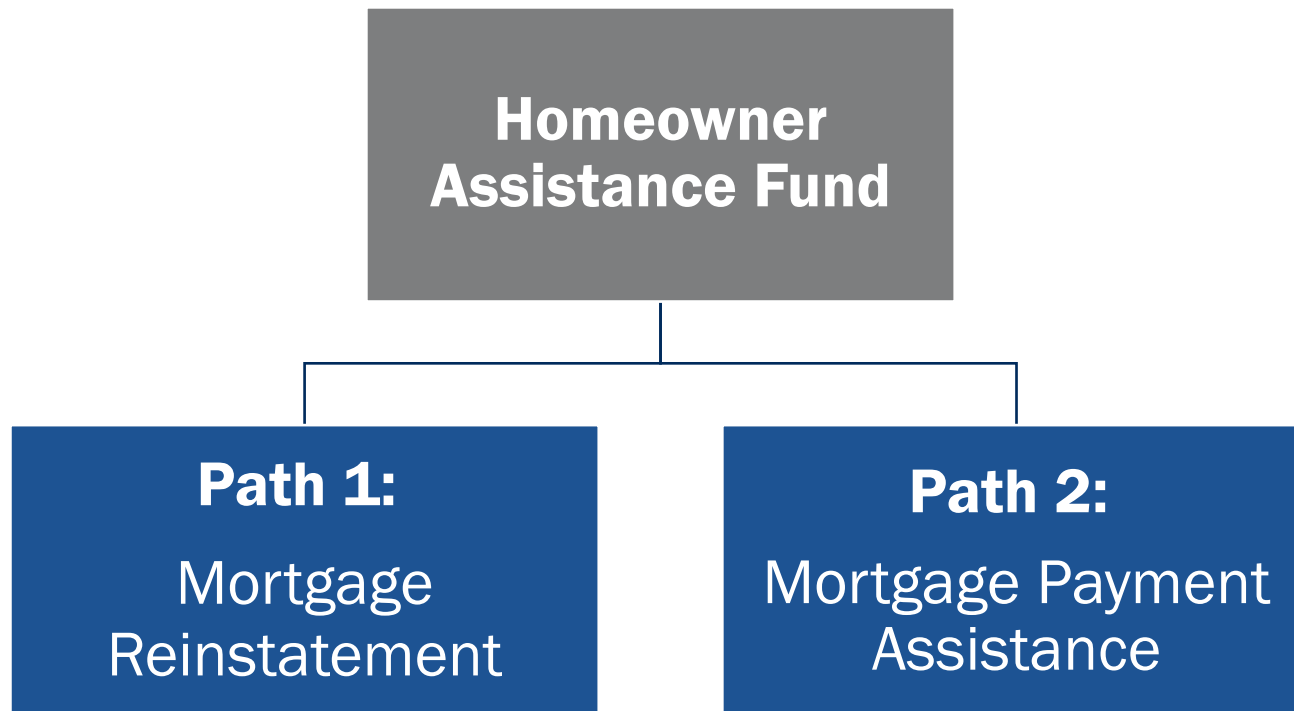 Homeowner
Assistance Fund
Path 1:
Mortgage
Reinstatement
Path 2:
Mortgage Payment
Assistance